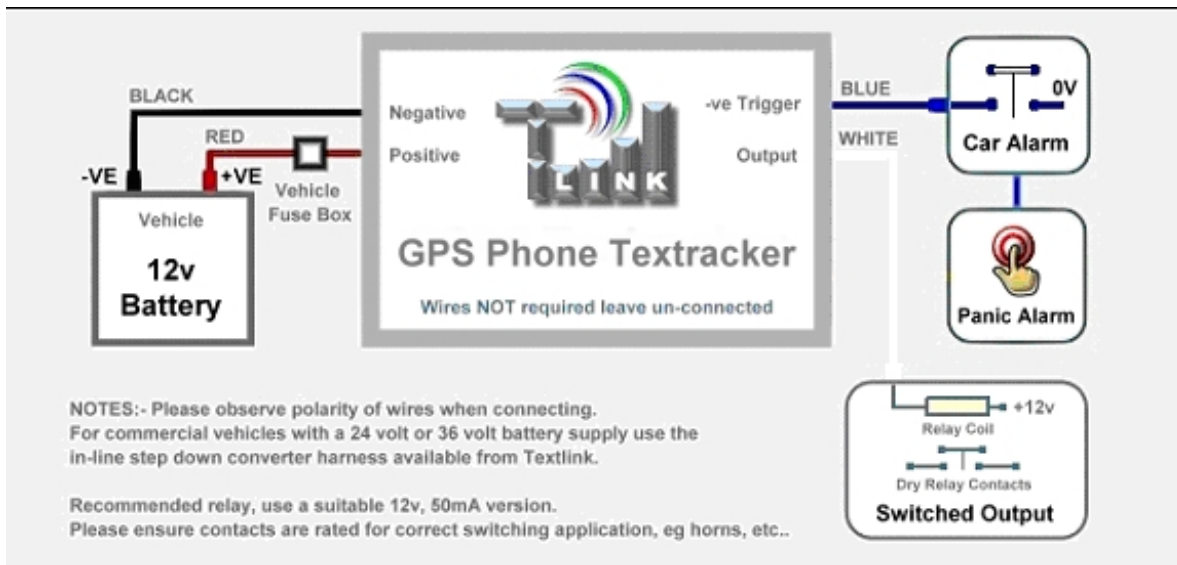 BLACK
RED
-VE
+VE
Vehicle
12v
Battery
Vehicle
Fuse Box
Negative
Positive
-ve Trigger
Output
LINK
GPS Phone Textracker
Wires NOT required leave un-connected
BLUE
WHITE
0V
Car Alarm
Panic Alarm
+12v
Relay Coil
Dry Relay Contacts
Switched Output
NOTES:- Please observe polarity of wires when connecting.
For commercial vehicles with a 24 volt or 36 volt battery supply use the
in-line step down converter harness available from Textlink.
Recommended relay, use a suitable 12v, 50mA version.
Please ensure contacts are rated for correct switching application, eg horns, etc..